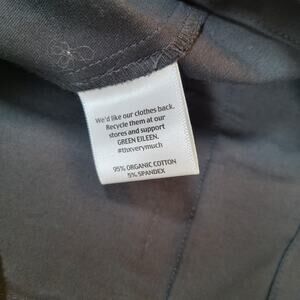 We'd like our clothes back.
Recycle them at our
stores and support
GREEN EILEEN.
#thxverymuch
95% ORGANIC COTTON
5% SPANDEX